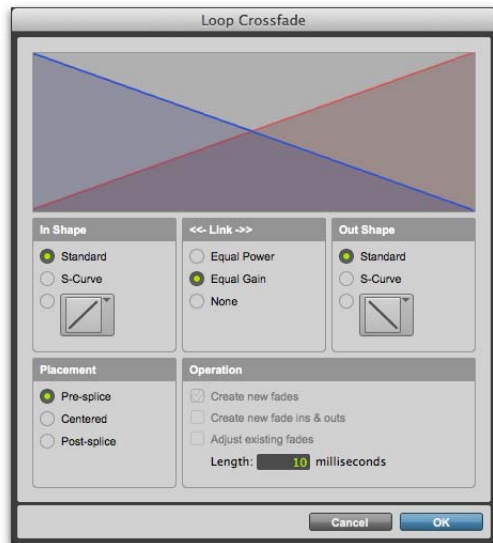 Loop Crossfade
In Shape
Standard
S-Curve
<<- Link ->>
Equal Power
Equal Gain
None
Out Shape
Standard
S-Curve
Placement
Pre-splice
Centered
Post-splice
Operation
Create new fades
Create new fade ins & outs
Adjust existing fades
Length: 10 milliseconds
Cancel
OK